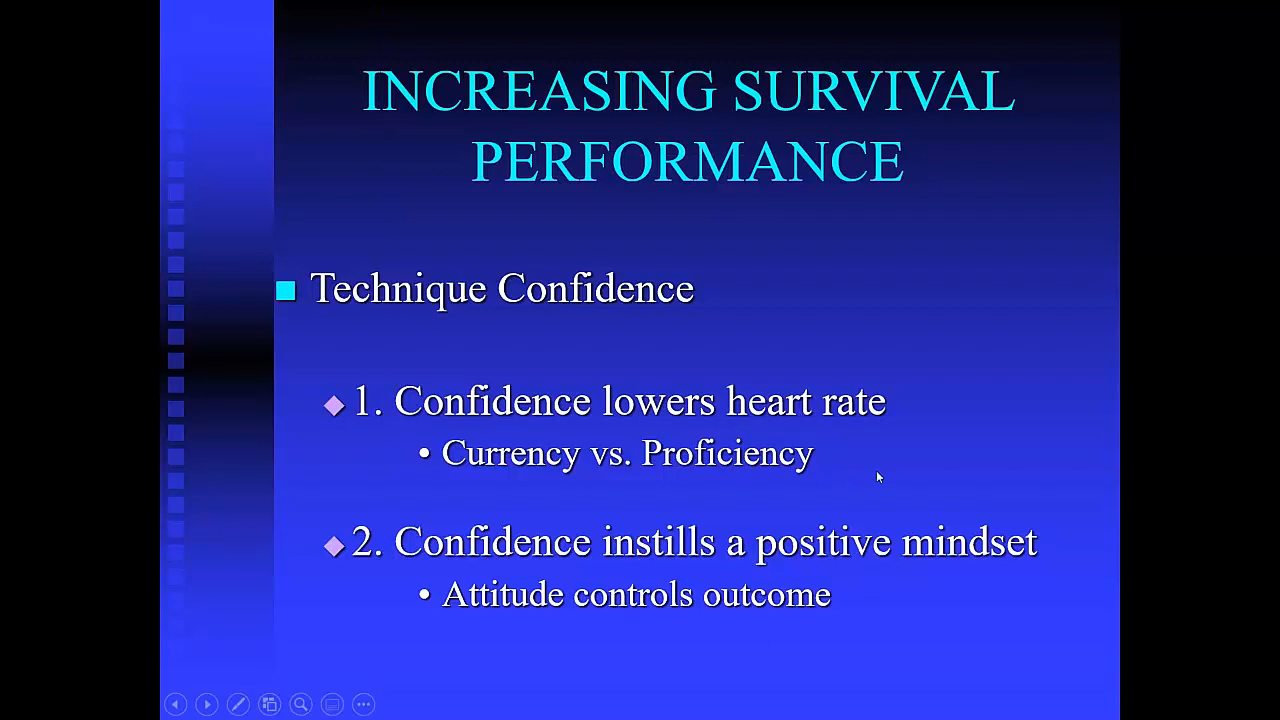 INCREASING SURVIVAL
PERFORMANCE
Technique Confidence
1. Confidence lowers heart rate
• Currency vs. Proficiency
2. Confidence instills a positive mindset
• Attitude controls outcome